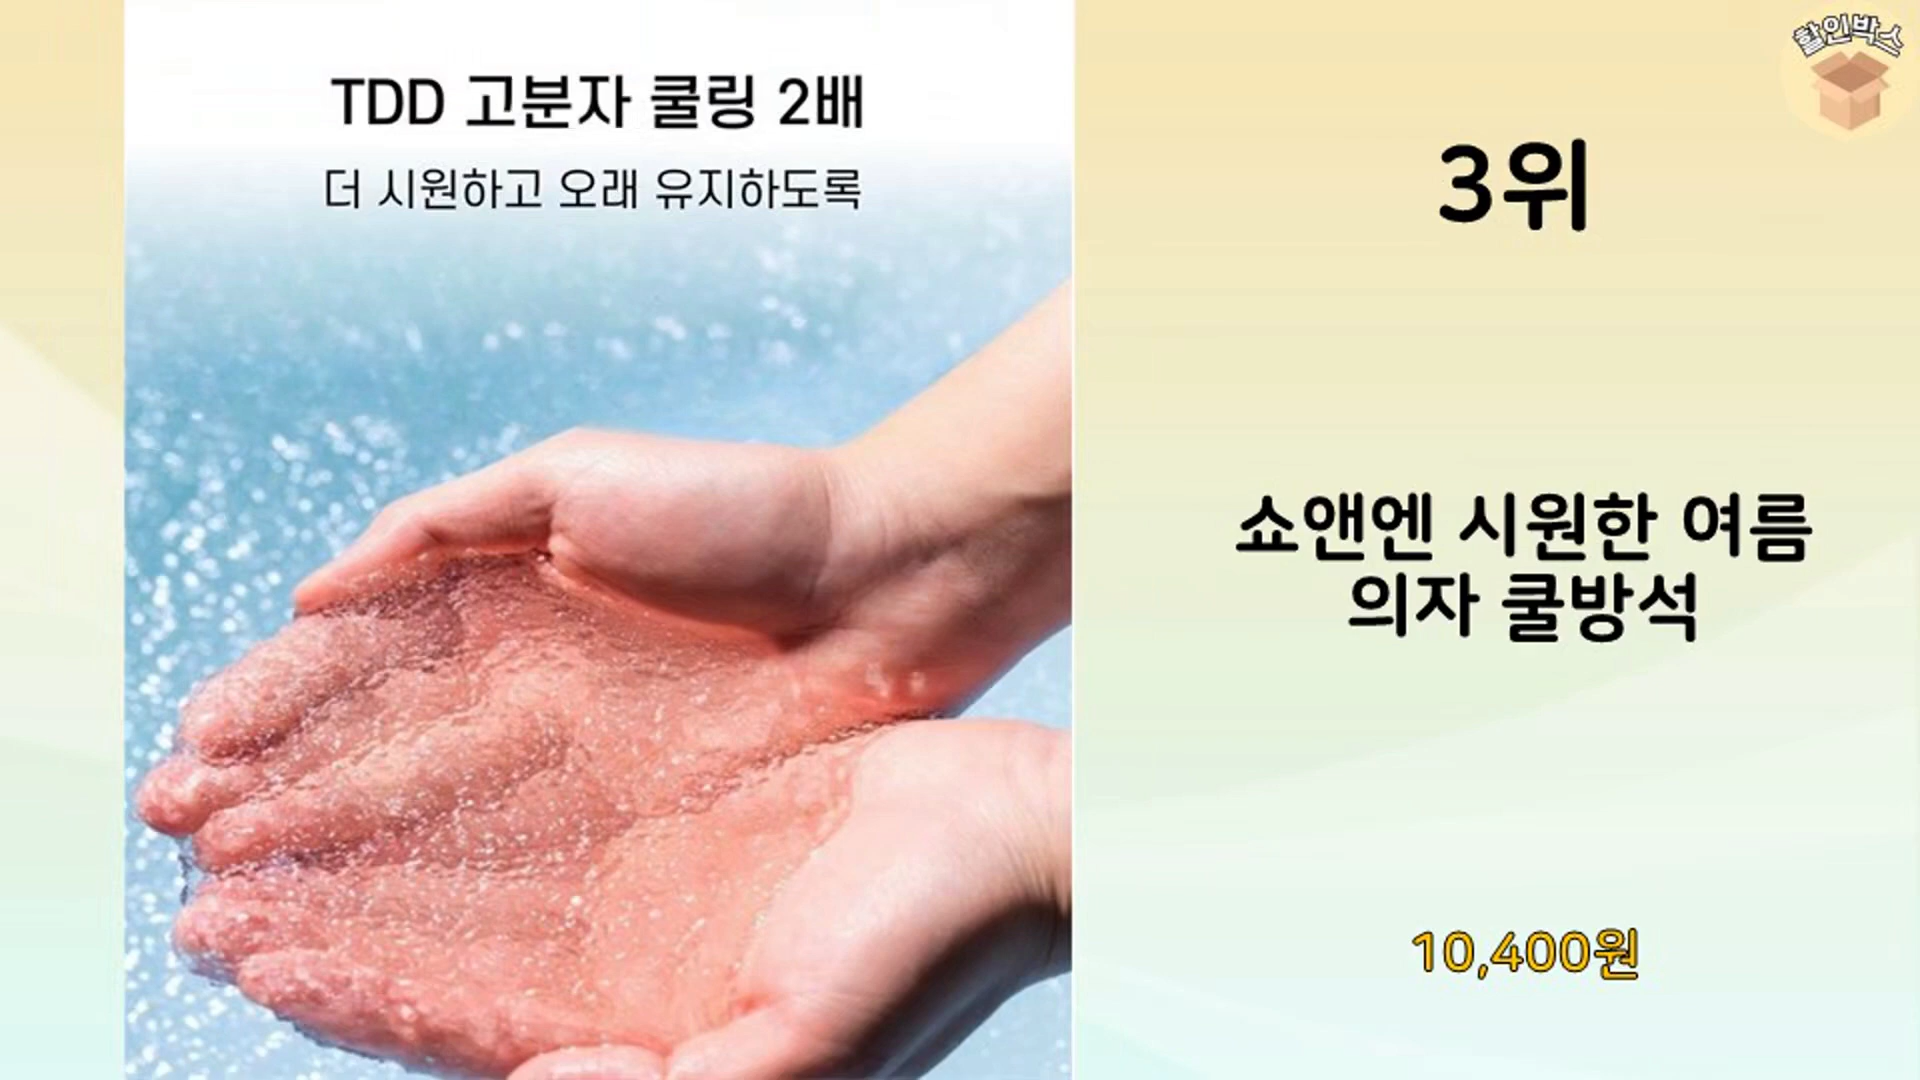 TDD 고분자 쿨링 2배
더 시원하고 오래 유지하도록
할인박스
3위
쇼앤엔 시원한 여름
의자 쿨방석
10,400원